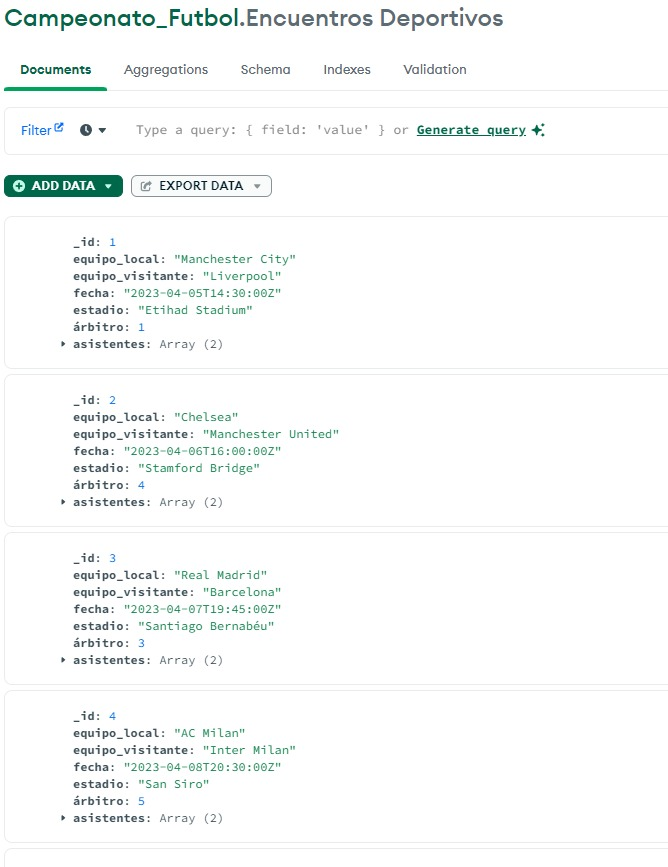 Campeonato_Futbol.Encuentros Deportivos
Documents Aggregations Schema Indexes Validation
Filter Type a query: { field: 'value' } or Generate query
ADD DATA EXPORT DATA
_id: 1
equipo_local: "Manchester City"
equipo_visitante: "Liverpool"
fecha: "2023-04-05T14:30:00Z"
estadio: "Etihad Stadium"
árbitro: 1
asistentes: Array (2)
_id: 2
equipo_local: "Chelsea"
equipo_visitante: "Manchester United"
fecha: "2023-04-06T16:00:00Z"
estadio: "Stamford Bridge"
árbitro: 4
asistentes: Array (2)
_id: 3
equipo_local: "Real Madrid"
equipo_visitante: "Barcelona"
fecha: "2023-04-07T19:45:00Z"
estadio: "Santiago Bernabéu"
árbitro: 3
asistentes: Array (2)
_id: 4
equipo_local: "AC Milan"
equipo_visitante: "Inter Milan"
fecha: "2023-04-08T20:30:00Z"
estadio: "San Siro"
árbitro: 5
asistentes: Array (2)